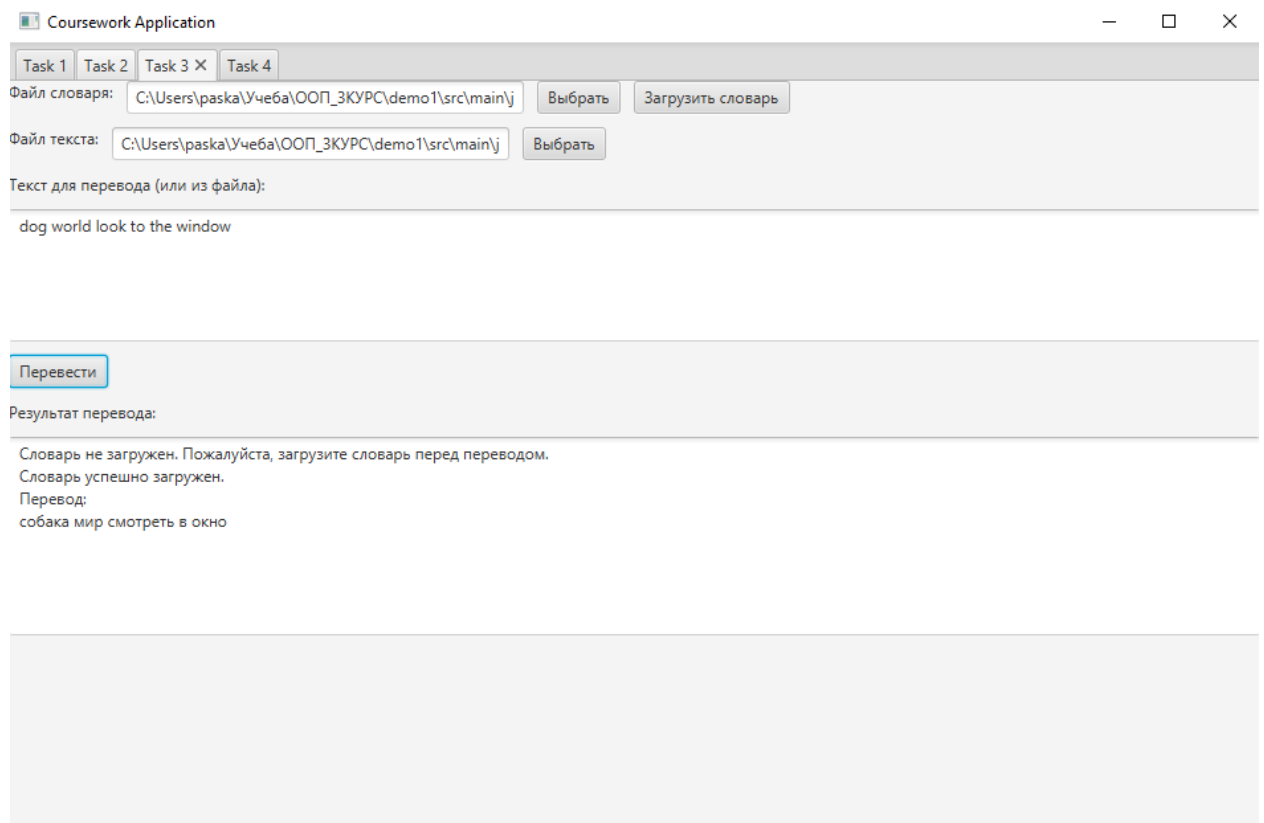 Coursework Application
Task 1 Task 2 Task 3 Task 4
Файл словаря: C:\Users\paska\Учеба\ООП_3КУРС\demo1\src\main\j Выбрать Загрузить словарь
Файл текста: C:\Users\paska\Учеба\ООП_3КУРС\demo1\src\main\j Выбрать
Текст для перевода (или из файла):
dog world look to the window
Перевести
Результат перевода:
Словарь не загружен. Пожалуйста, загрузите словарь перед переводом.
Словарь успешно загружен.
Перевод:
собака мир смотреть в окно